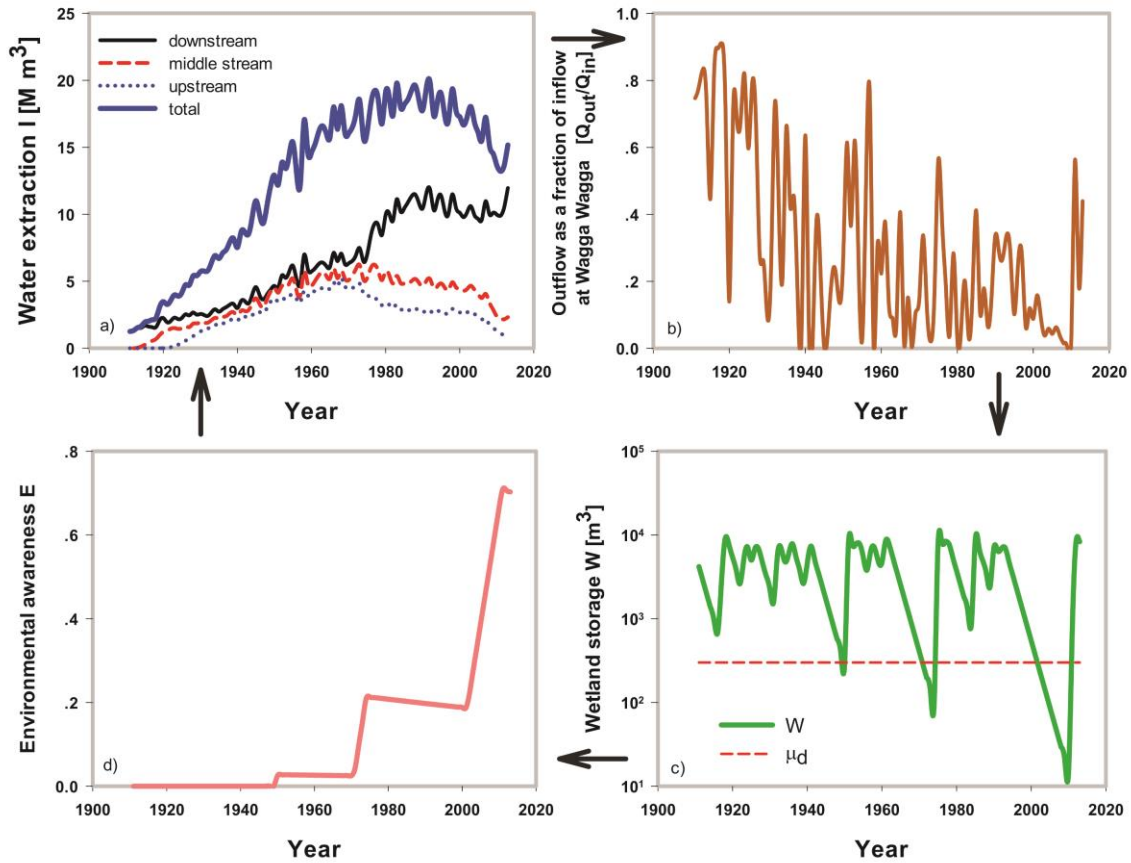 Water extraction I [M m³]
25
20
15
10
5
0
downstream
middle stream
upstream
total
a)
1900 1920 1940 1960 1980 2000 2020
Year
Outflow as a fraction of inflow
at Wagga Wagga [Qout/Qin]
1.0
.8
.6
.4
.2
0.0
b)
1900 1920 1940 1960 1980 2000 2020
Year
Environmental awareness E
.8
.6
.4
.2
0.0
d)
1900 1920 1940 1960 1980 2000 2020
Year
Wetland storage W [m³]
10⁵
10⁴
10³
10²
10¹
W
μd
c)
1900 1920 1940 1960 1980 2000 2020
Year